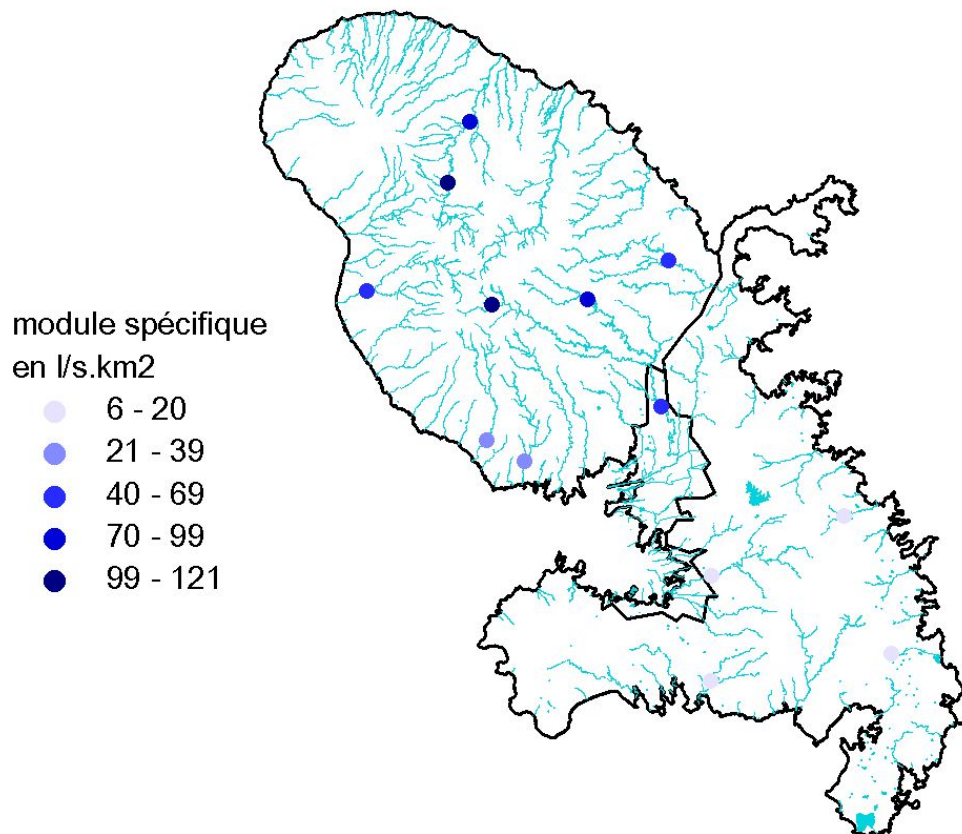 module spécifique
en l/s.km2
6 - 20
21 - 39
40 - 69
70 - 99
99 - 121